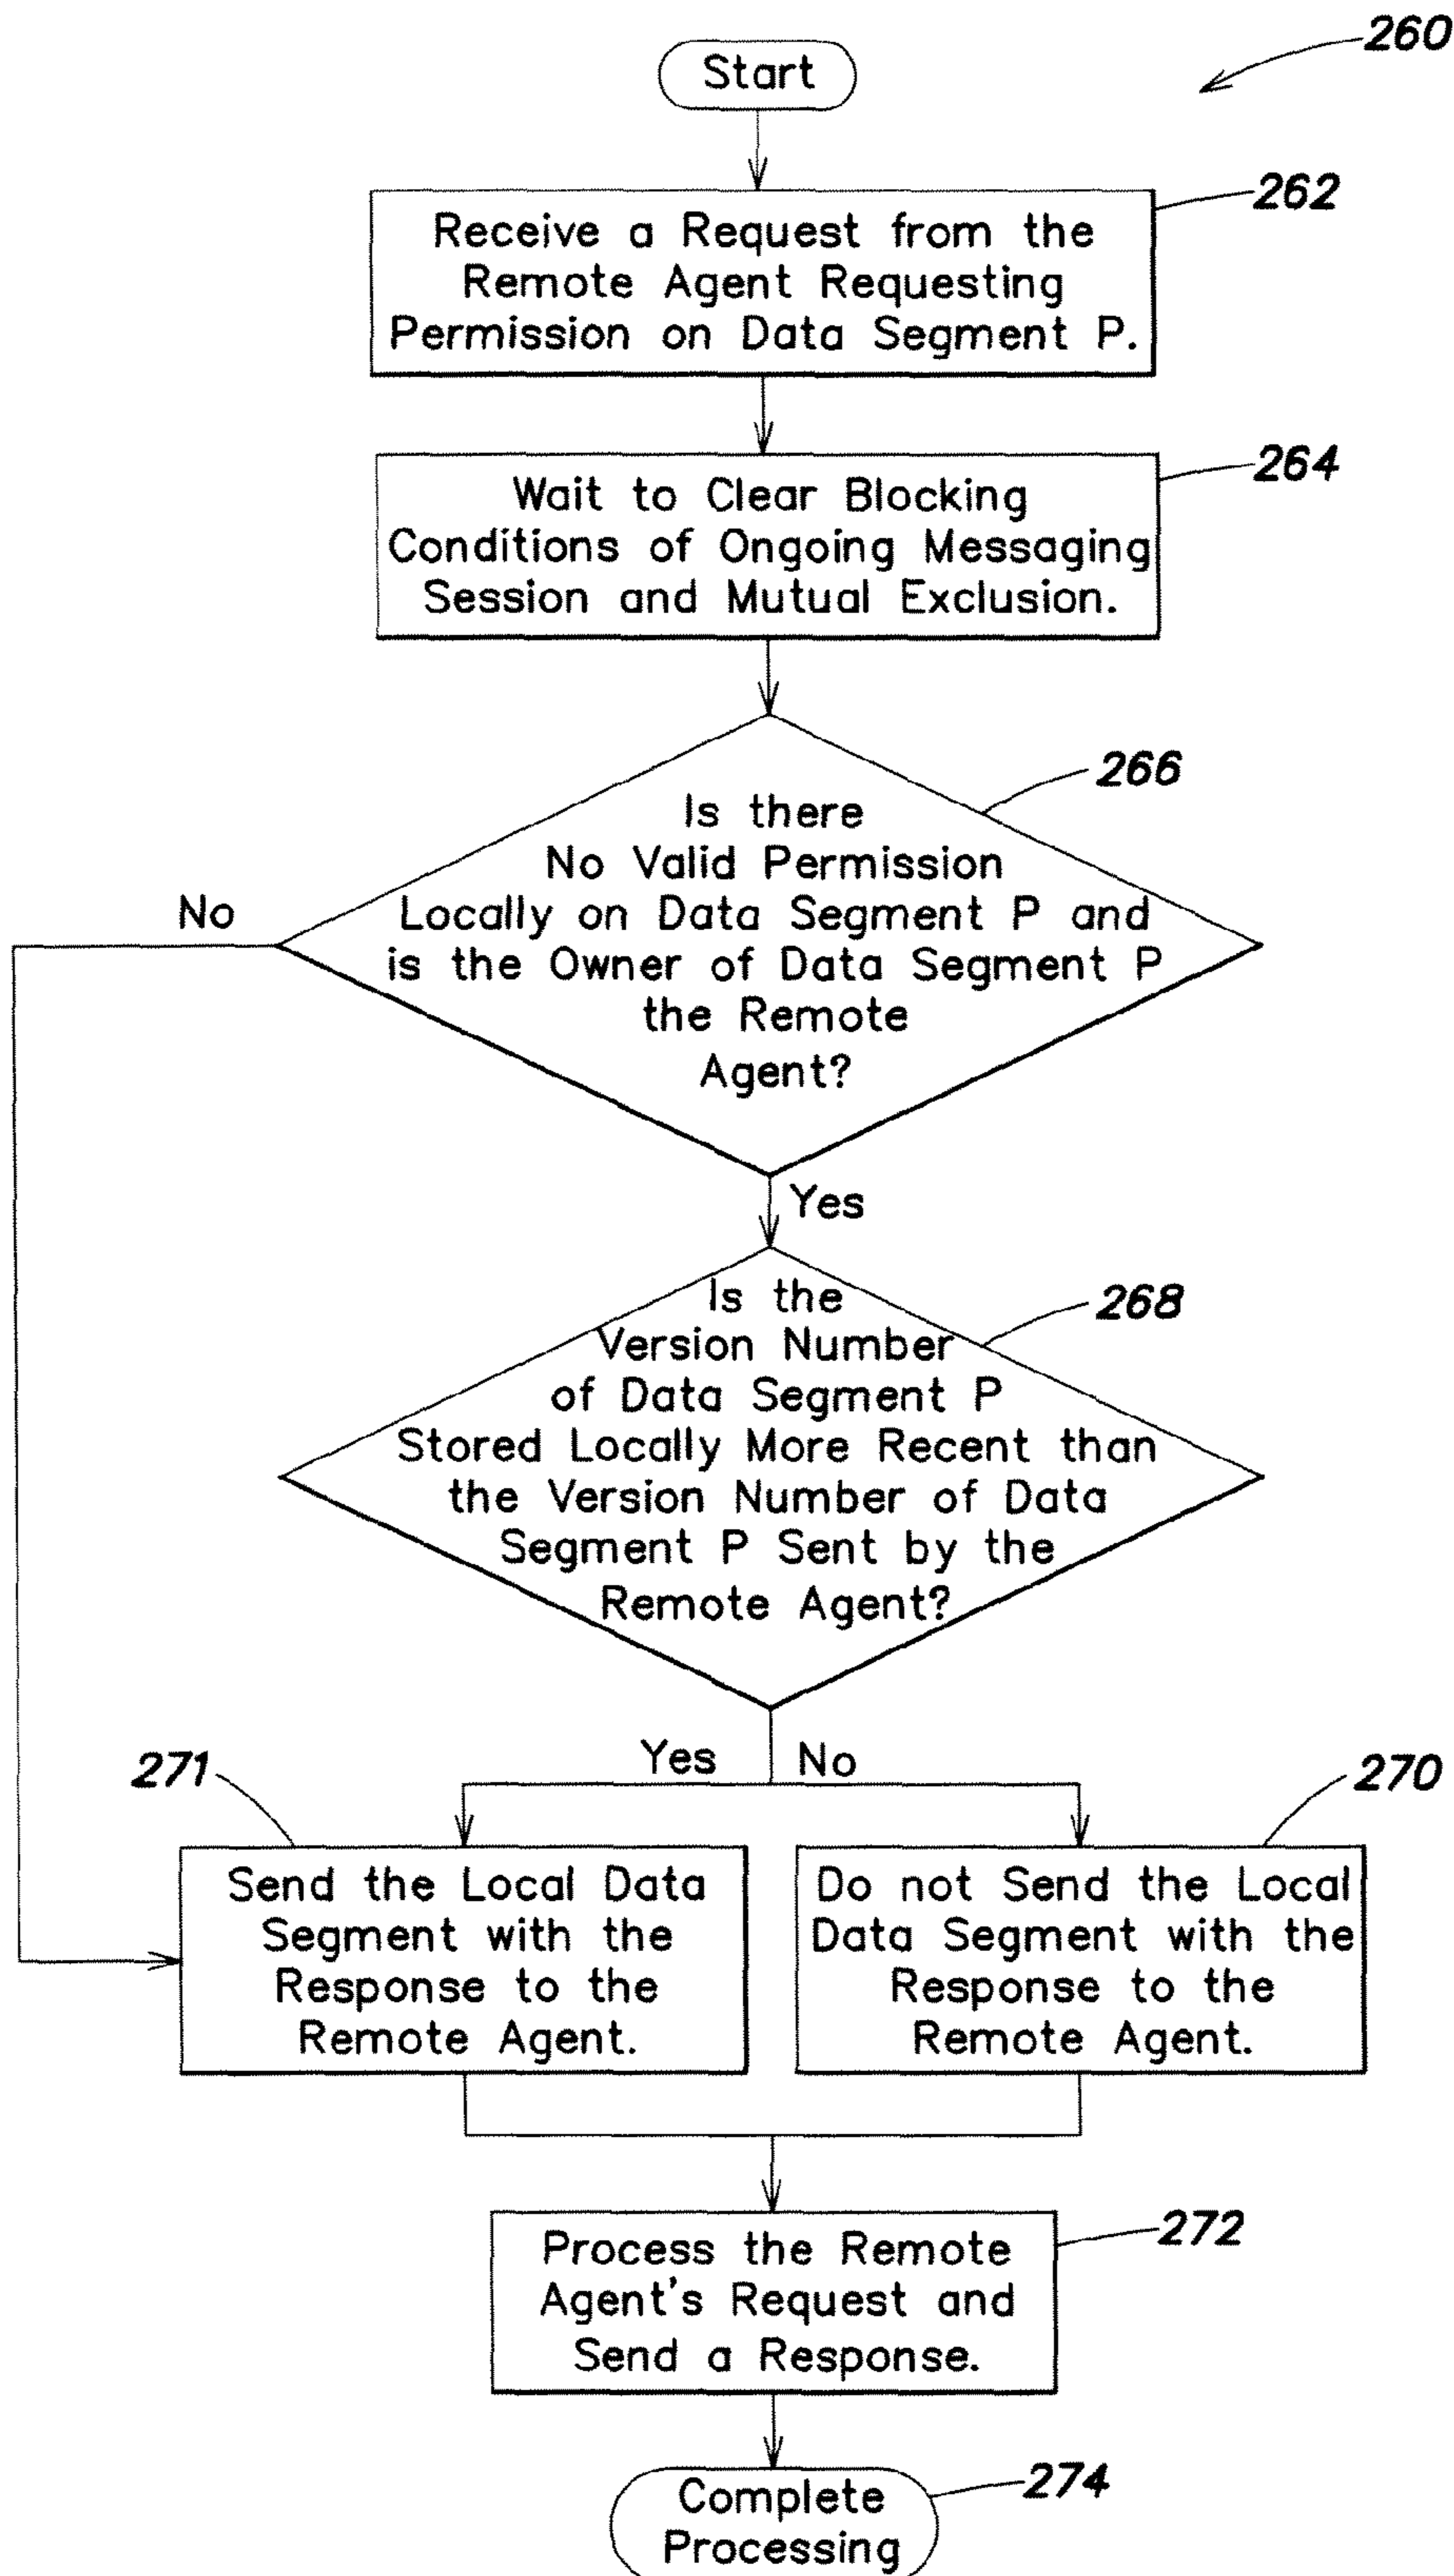 260
Start
262
Receive a Request from the
Remote Agent Requesting
Permission on Data Segment P.
264
Wait to Clear Blocking
Conditions of Ongoing Messaging
Session and Mutual Exclusion.
266
Is there
No Valid Permission
Locally on Data Segment P and
is the Owner of Data Segment P
the Remote
Agent?
No
Yes
268
Is the
Version Number
of Data Segment P
Stored Locally More Recent than
the Version Number of Data
Segment P Sent by the
Remote Agent?
Yes No
271
270
Send the Local Data
Segment with the
Response to the
Remote Agent.
Do not Send the Local
Data Segment with the
Response to the
Remote Agent.
272
Process the Remote
Agent's Request and
Send a Response.
274
Complete
Processing